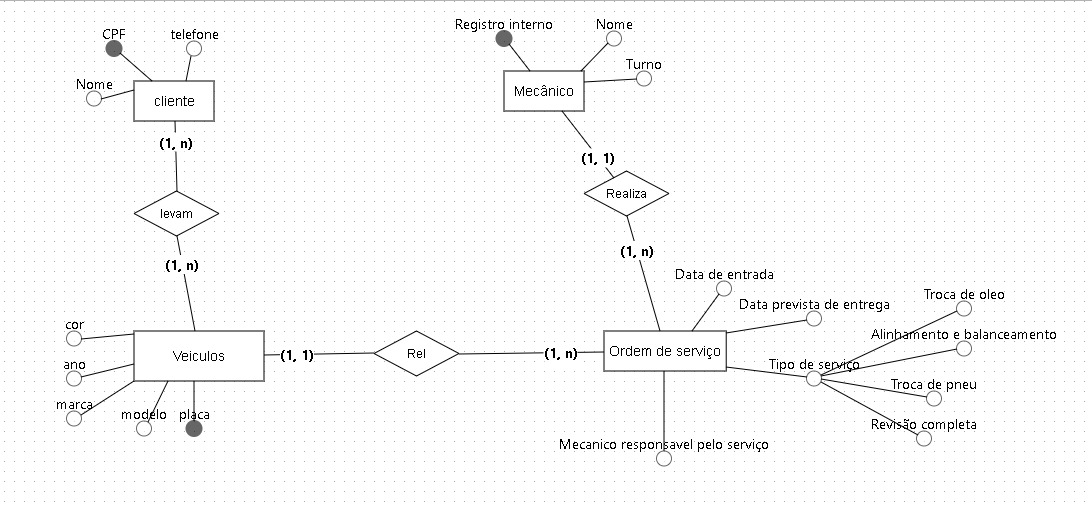 CPF
telefone
Nome
cliente
(1, n)
levam
(1, n)
Registro interno
Nome
Turno
Mecânico
(1, 1)
Realiza
(1, n)
cor
ano
marca
modelo
placa
Veiculos
(1, 1)
Rel
(1, n)
Ordem de serviço
Data de entrada
Data prevista de entrega
Tipo de serviço
Troca de oleo
Alinhamento e balanceamento
Troca de pneu
Revisão completa
Mecanico responsavel pelo serviço